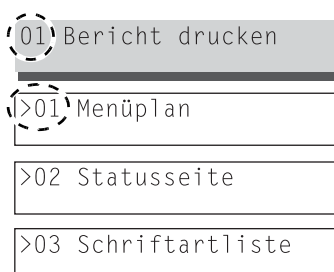 01 Bericht drucken
>01 Menüplan
>02 Statusseite
>03 Schriftartliste